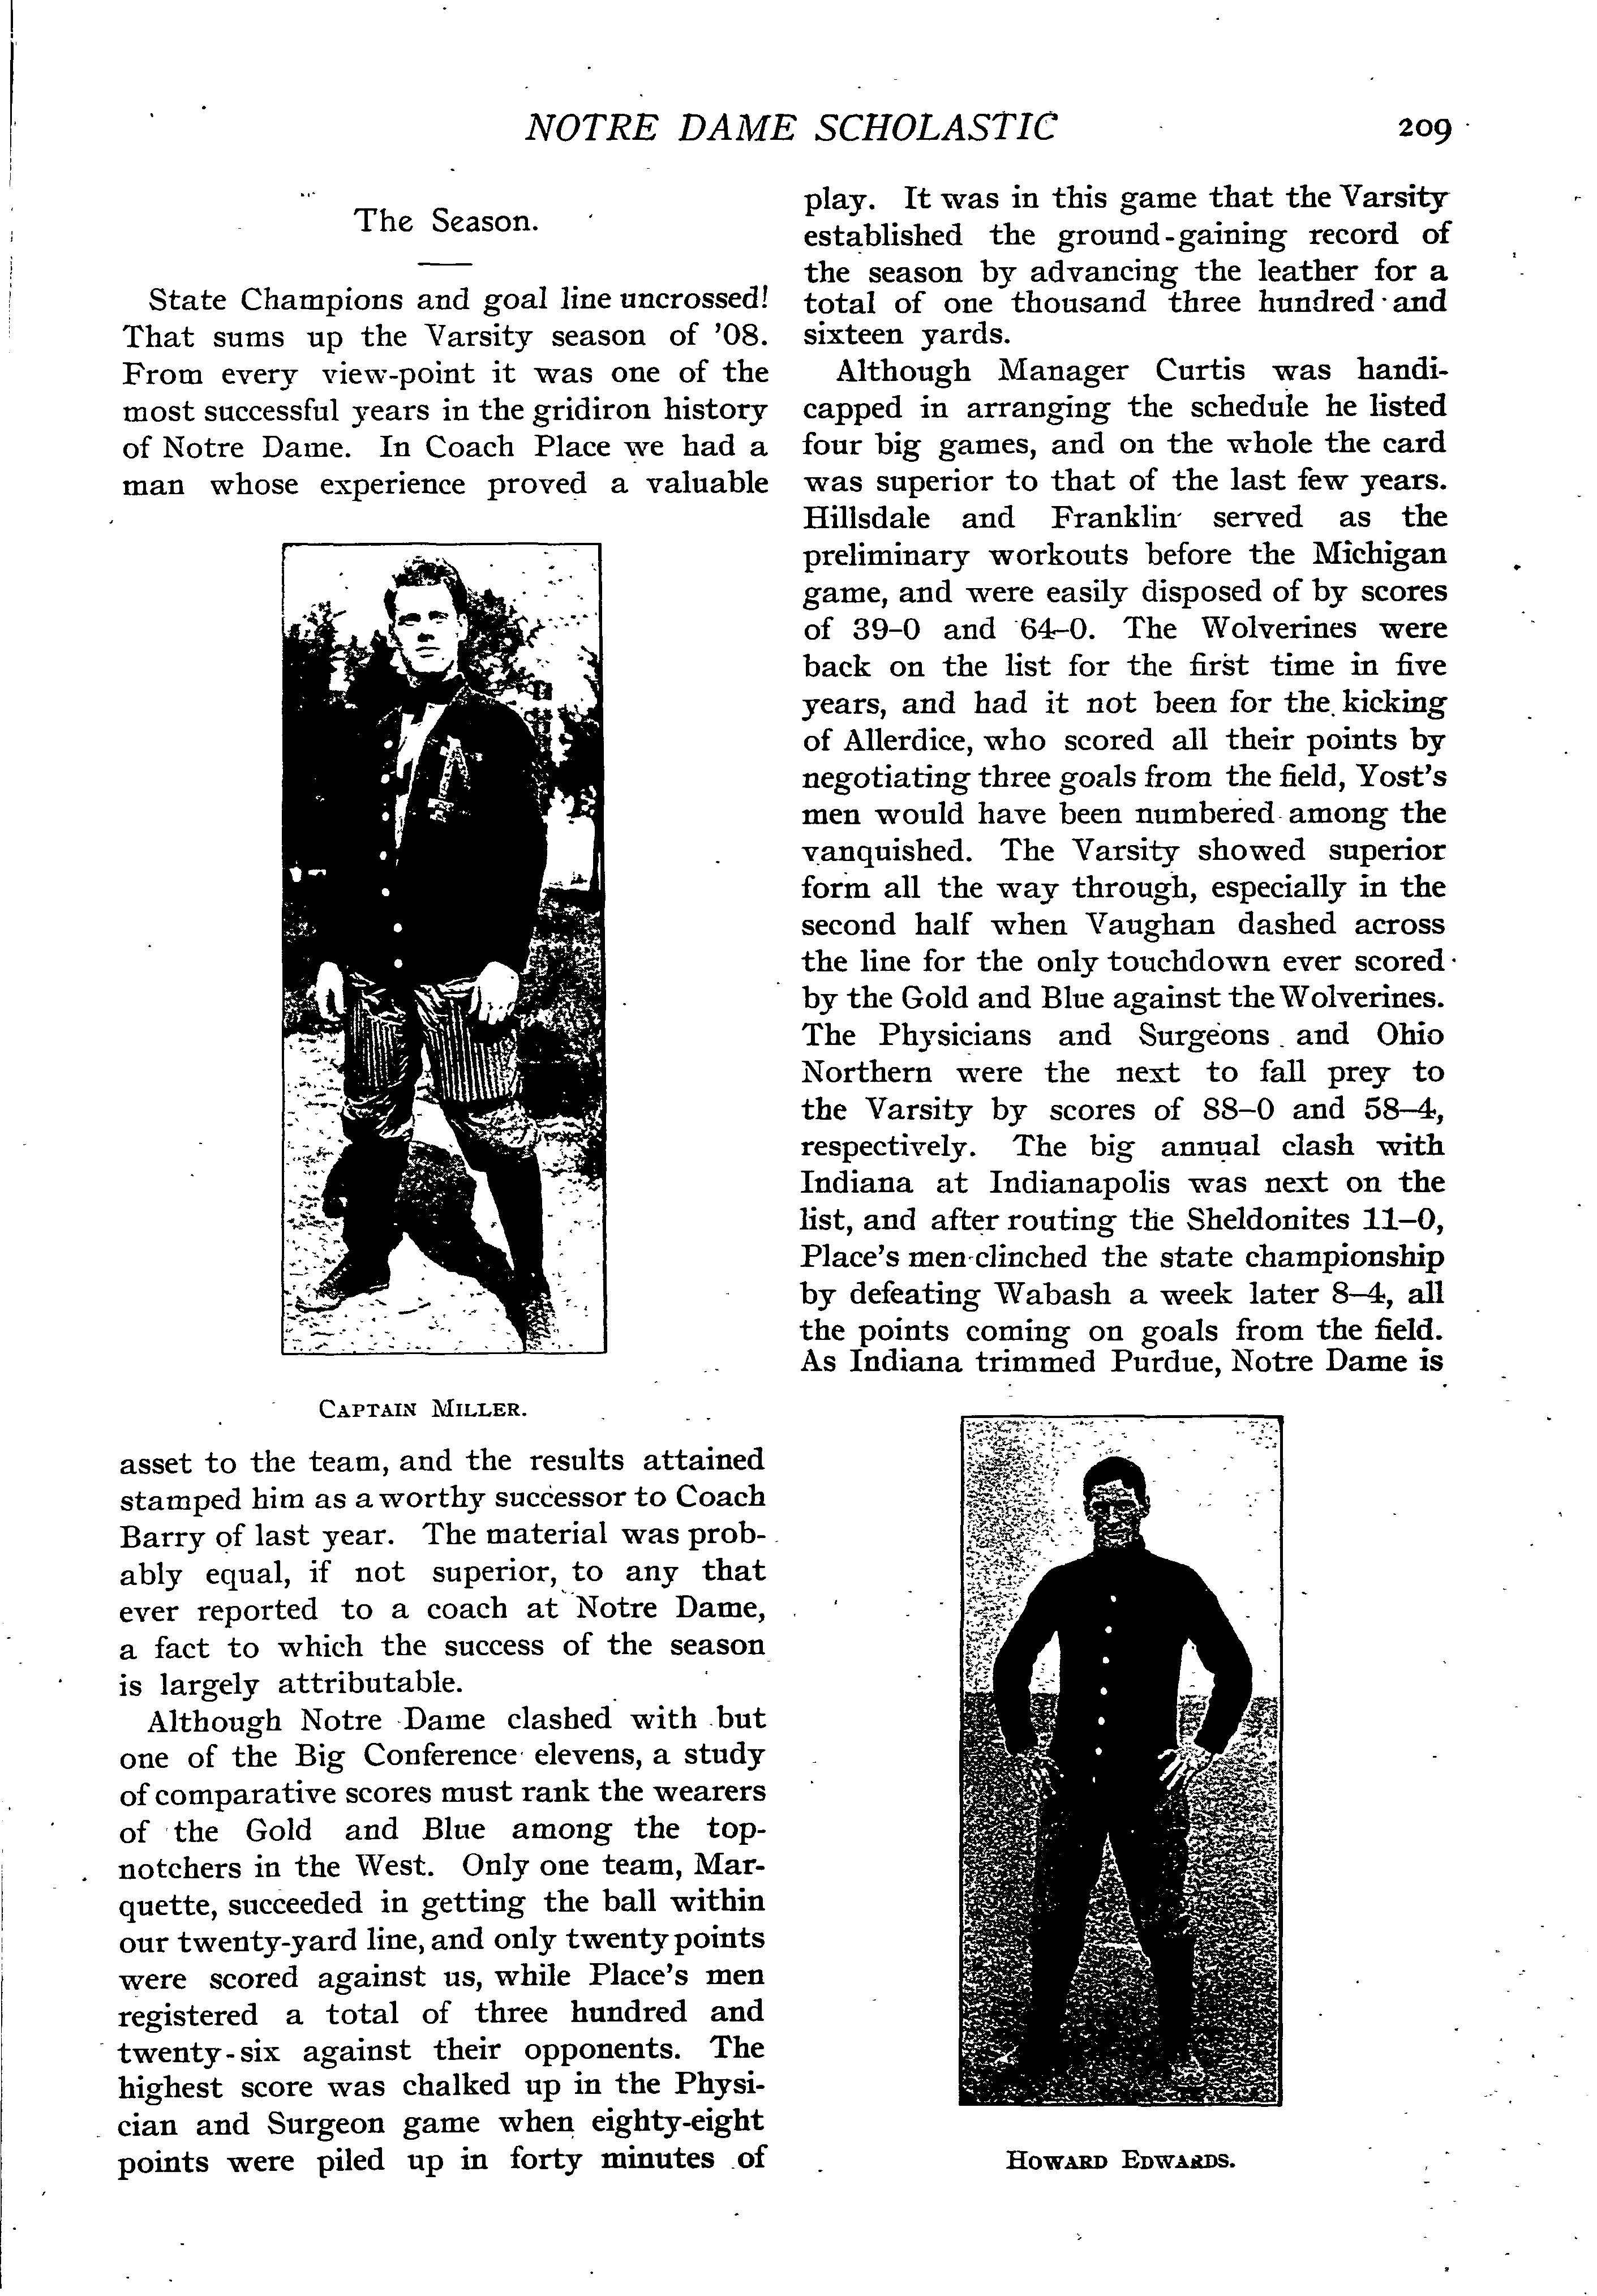 NOTRE DAME SCHOLASTIC 209
The Season.
State Champions and goal line uncrossed!
That sums up the Varsity season of '08.
From every view-point it was one of the
most successful years in the gridiron history
of Notre Dame. In Coach Place we had a
man whose experience proved a valuable
CAPTAIN MILLER.
asset to the team, and the results attained
stamped him as a worthy successor to Coach
Barry of last year. The material was prob-
ably equal, if not superior, to any that
ever reported to a coach at Notre Dame,
a fact to which the success of the season
is largely attributable.
Although Notre Dame clashed with but
one of the Big Conference elevens, a study
of comparative scores must rank the wearers
of the Gold and Blue among the top-
notchers in the West. Only one team, Mar-
quette, succeeded in getting the ball within
our twenty-yard line, and only twenty points
were scored against us, while Place's men
registered a total of three hundred and
twenty-six against their opponents. The
highest score was chalked up in the Physi-
cian and Surgeon game when eighty-eight
points were piled up in forty minutes of
play. It was in this game that the Varsity
established the ground-gaining record of
the season by advancing the leather for a
total of one thousand three hundred and
sixteen yards.
Although Manager Curtis was handi-
capped in arranging the schedule he listed
four big games, and on the whole the card
was superior to that of the last few years.
Hillsdale and Franklin served as the
preliminary workouts before the Michigan
game, and were easily disposed of by scores
of 39-0 and 64-0. The Wolverines were
back on the list for the first time in five
years, and had it not been for the kicking
of Allerdice, who scored all their points by
negotiating three goals from the field, Yost's
men would have been numbered among the
vanquished. The Varsity showed superior
form all the way through, especially in the
second half when Vaughan dashed across
the line for the only touchdown ever scored
by the Gold and Blue against the Wolverines.
The Physicians and Surgeons and Ohio
Northern were the next to fall prey to
the Varsity by scores of 88-0 and 58-4,
respectively. The big annual clash with
Indiana at Indianapolis was next on the
list, and after routing the Sheldonites 11-0,
Place's men clinched the state championship
by defeating Wabash a week later 8-4, all
the points coming on goals from the field.
As Indiana trimmed Purdue, Notre Dame is
HOWARD EDWARDS.